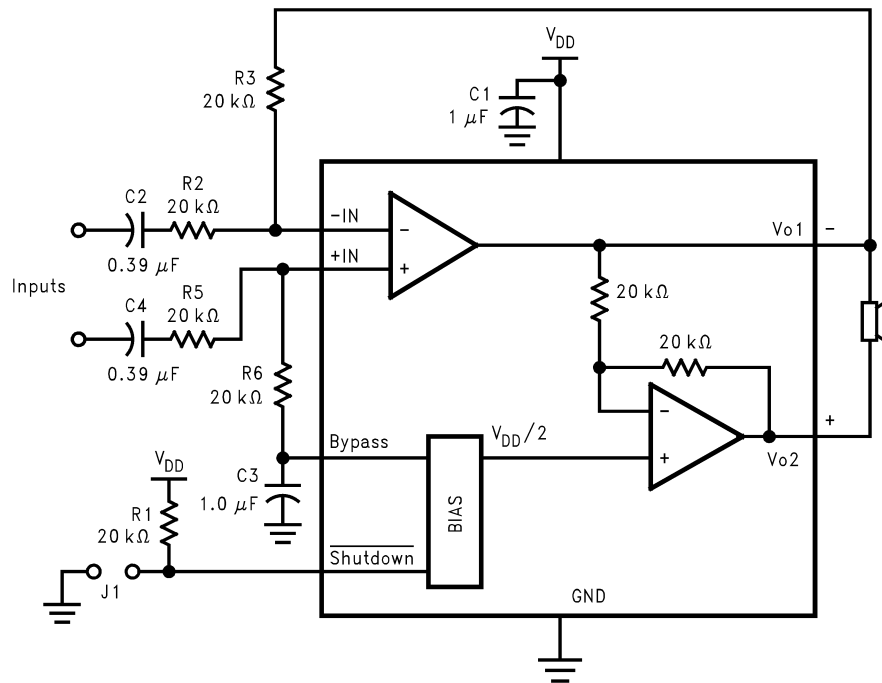 V_DD
R3
20 kΩ
C1
1 μF
C2
R2
20 kΩ
-IN
-
Vo1
-
0.39 μF
+IN
+
Inputs
C4
R5
20 kΩ
20 kΩ
0.39 μF
20 kΩ
R6
20 kΩ
-
+
Bypass
V_DD/2
+
Vo2
V_DD
C3
1.0 μF
BIAS
R1
20 kΩ
Shutdown
J1
GND